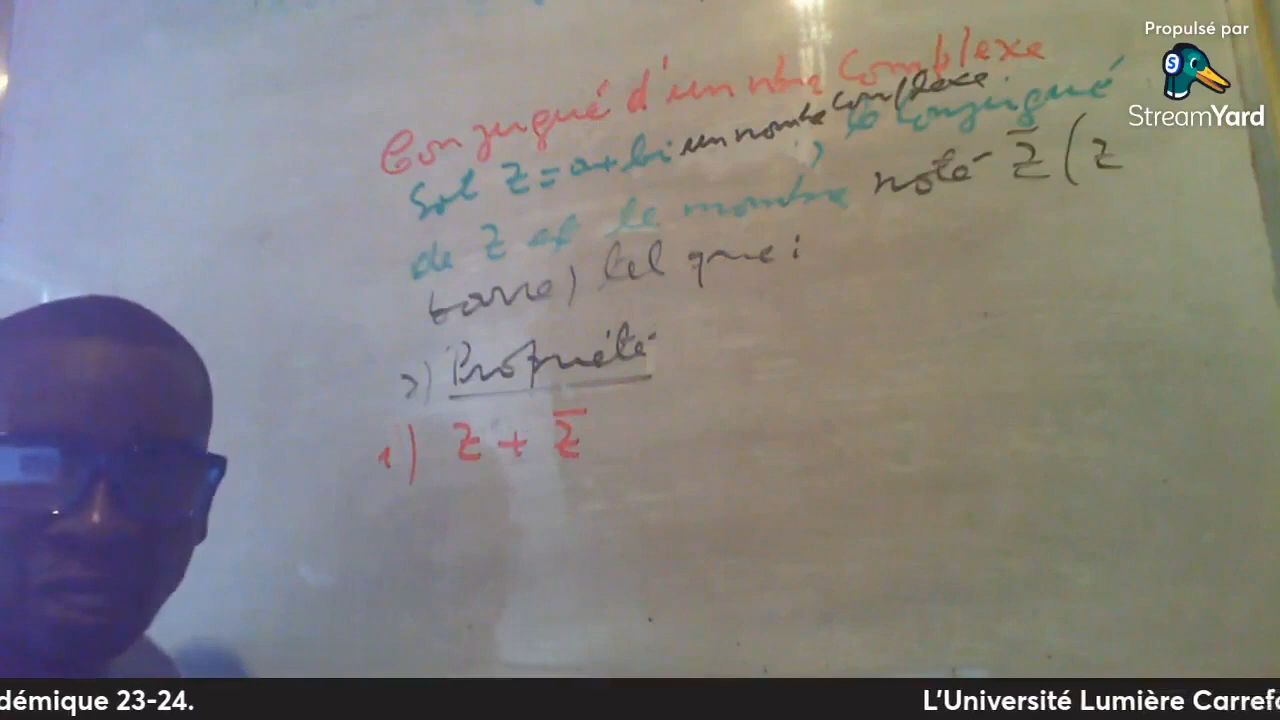 Propulsé par
StreamYard
Conjugué d'un nbre Complexe
Soit Z = a + bi un nombre complexe, le conjugué
de Z est le nombre noté z̄ (z
barre) tel que :
2) Propriété
1) z + z̄
démique 23-24.
L'Université Lumière Carrefo